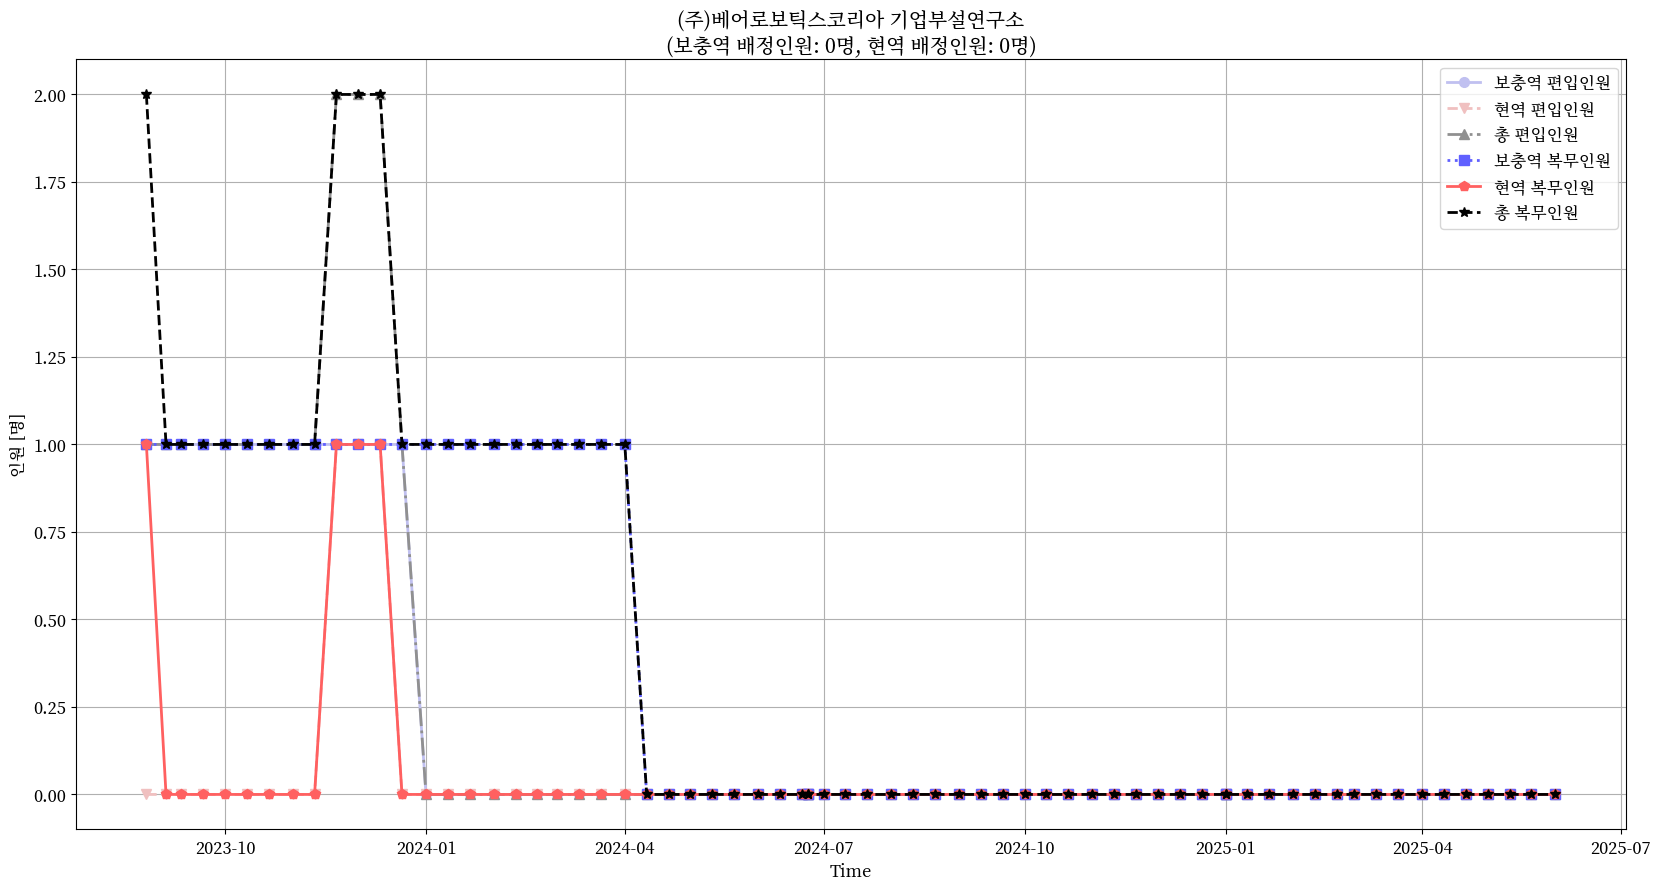 (주)베어로보틱스코리아 기업부설연구소
(보충역 배정인원: 0명, 현역 배정인원: 0명)
보충역 편입인원
현역 편입인원
총 편입인원
보충역 복무인원
현역 복무인원
총 복무인원
인원 [명]
2.00
1.75
1.50
1.25
1.00
0.75
0.50
0.25
0.00
2023-10
2024-01
2024-04
2024-07
2024-10
2025-01
2025-04
2025-07
Time